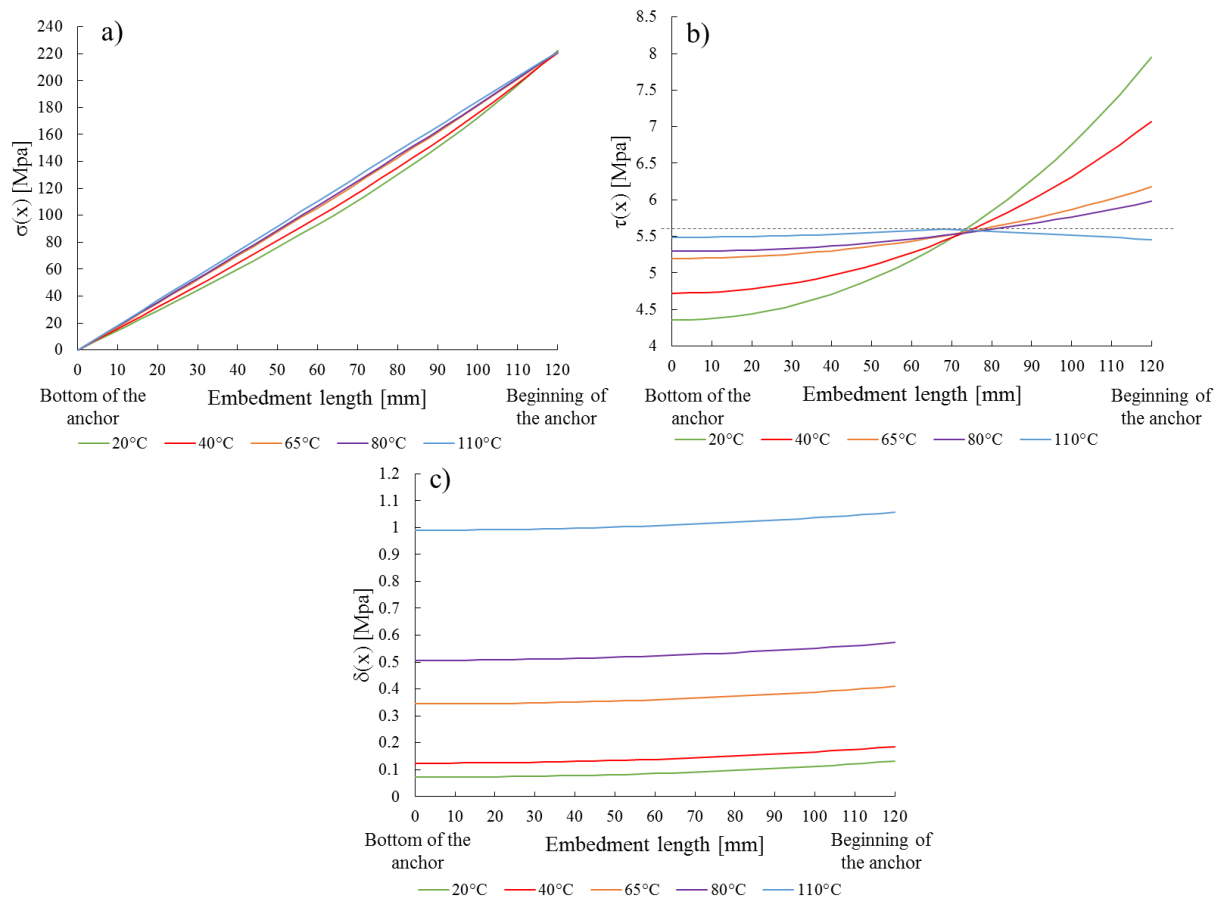 a)
220
200
180
160
140
120
100
80
60
40
20
0
σ(x) [Mpa]
0 10 20 30 40 50 60 70 80 90 100 110 120
Bottom of the
anchor
Embedment length [mm]
Beginning of
the anchor
20°C 40°C 65°C 80°C 110°C
b)
8.5
8
7.5
7
6.5
6
5.5
5
4.5
4
τ(x) [Mpa]
0 10 20 30 40 50 60 70 80 90 100 110 120
Bottom of the
anchor
Embedment length [mm]
Beginning of
the anchor
20°C 40°C 65°C 80°C 110°C
c)
1.2
1.1
1
0.9
0.8
0.7
0.6
0.5
0.4
0.3
0.2
0.1
0
δ(x) [Mpa]
0 10 20 30 40 50 60 70 80 90 100 110 120
Bottom of the
anchor
Embedment length [mm]
Beginning of
the anchor
20°C 40°C 65°C 80°C 110°C